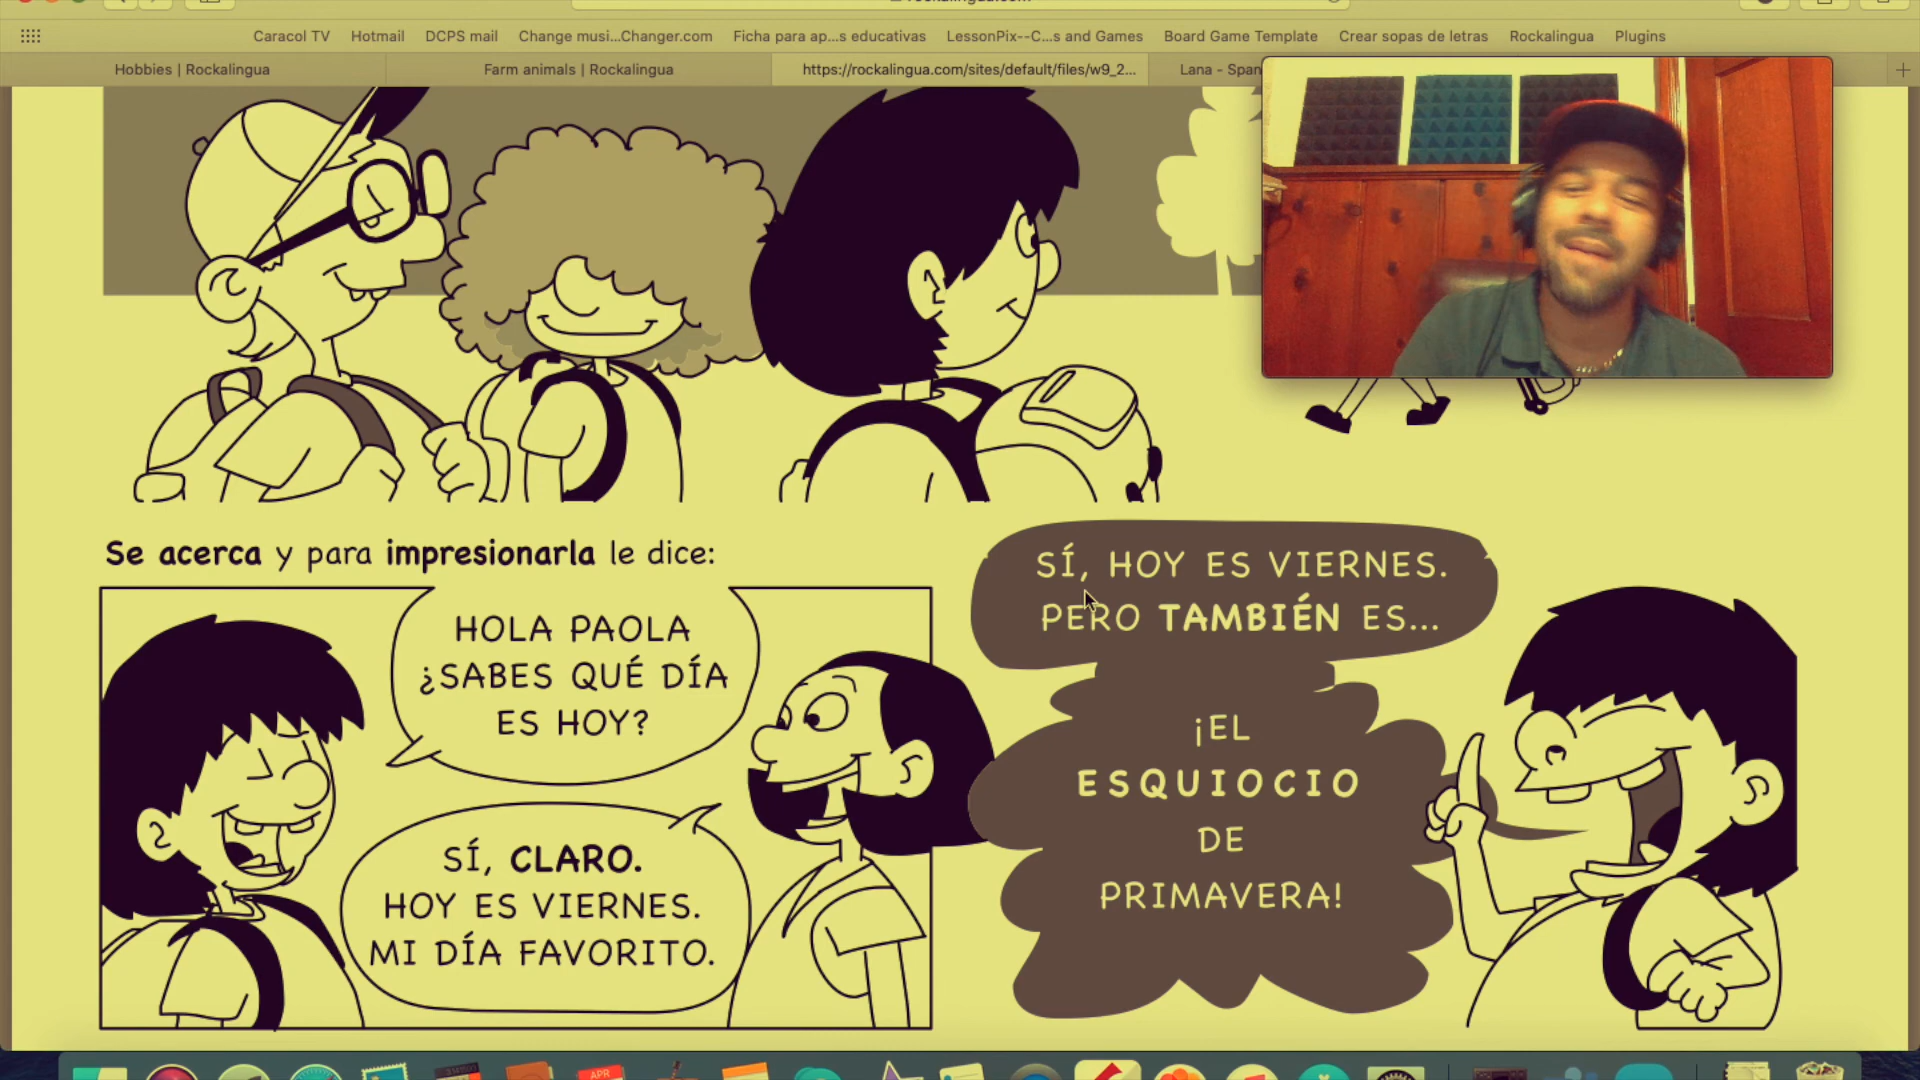 Caracol TV Hotmail DCPS mail Change musi...Changer.com Ficha para ap...s educativas LessonPix--C...s and Games Board Game Template Crear sopas de letras Rockalingua Plugins
Hobbies | Rockalingua Farm animals | Rockalingua https://rockalingua.com/sites/default/files/w9_2... Lana - Span
Se acerca y para impresionarla le dice:
HOLA PAOLA
¿SABES QUÉ DÍA
ES HOY?
SÍ, CLARO.
HOY ES VIERNES.
MI DÍA FAVORITO.
SÍ, HOY ES VIERNES.
PERO TAMBIÉN ES...
¡EL
ESQUIOCIO
DE
PRIMAVERA!
APR